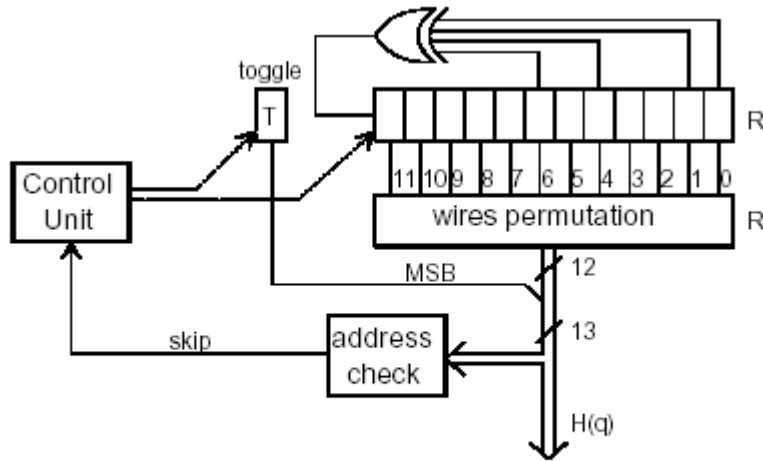 toggle
T
R
11 10 9 8 7 6 5 4 3 2 1 0
Control
Unit
wires permutation
R
MSB
12
13
skip
address
check
H(q)